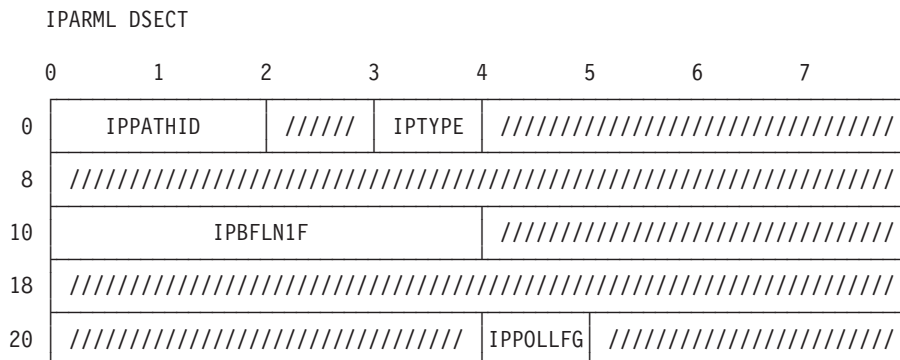 IPARML DSECT
0 1 2 3 4 5 6 7
0 IPPATHID ////// IPTYPE /////////////////////////////////
8 /////////////////////////////////////////////////////////////////////
10 IPBFLN1F /////////////////////////////////
18 /////////////////////////////////////////////////////////////////////
20 ///////////////////////////////// IPPOLLFG ////////////////////////